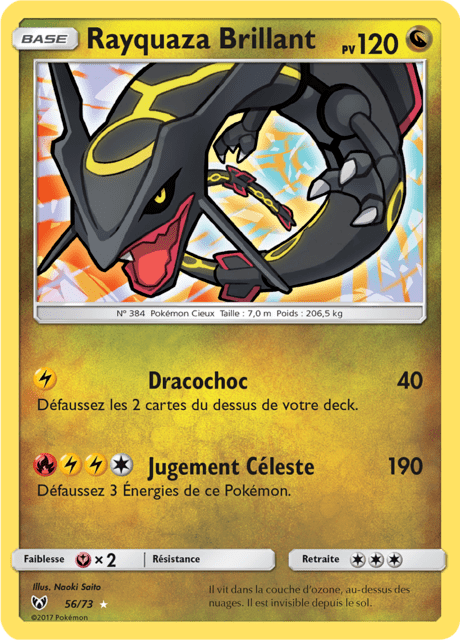 BASE Rayquaza Brillant PV 120
N° 384 Pokémon Cieux Taille : 7,0 m Poids : 206,5 kg
Dracochoc 40
Défaussez les 2 cartes du dessus de votre deck.
Jugement Céleste 190
Défaussez 3 Énergies de ce Pokémon.
Faiblesse × 2 Résistance Retraite
Illus. Naoki Saito
56/73
©2017 Pokémon
Il vit dans la couche d'ozone, au-dessus des
nuages. Il est invisible depuis le sol.